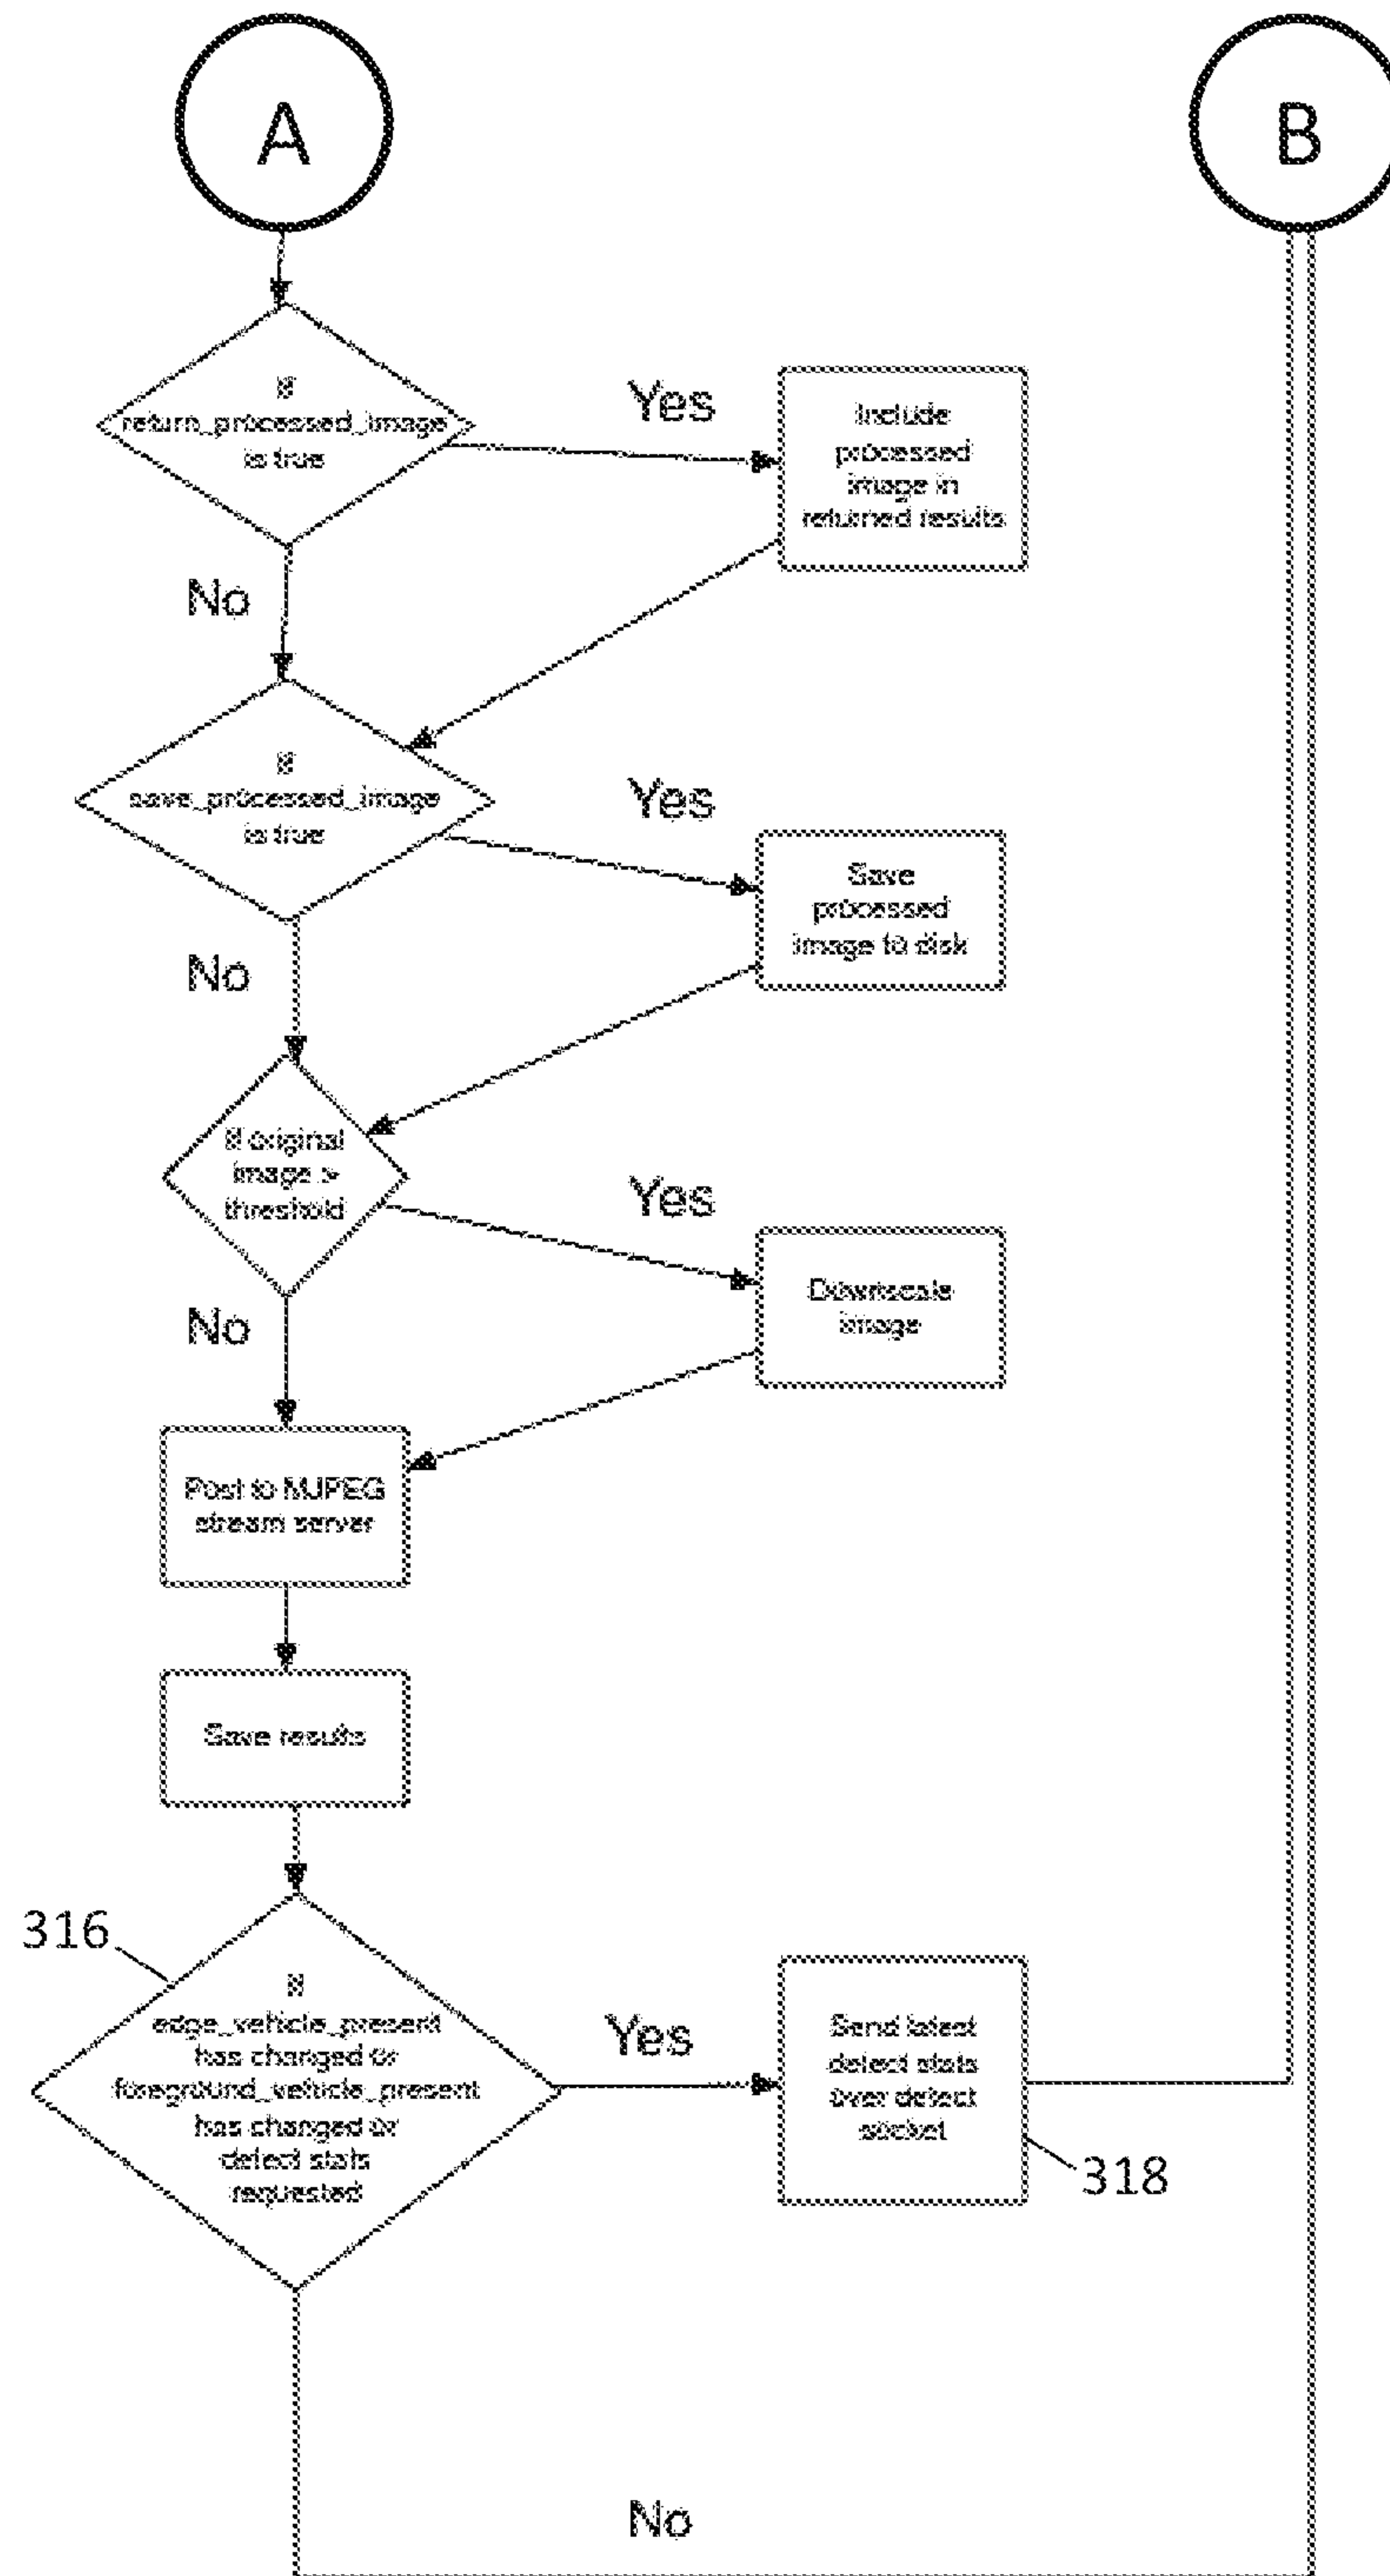 A
B
If
return_processed_image
is true
Yes
Include
processed
image in
returned results
No
If
save_processed_image
is true
Yes
Save
processed
image to disk
No
If original
image >
threshold
Yes
Downscale
image
No
Post to MJPEG
stream server
Save results
316
If
edge_vehicle_present
has changed or
foreground_vehicle_present
has changed or
detect stats
requested
Yes
Send latest
detect stats
over detect
socket
318
No